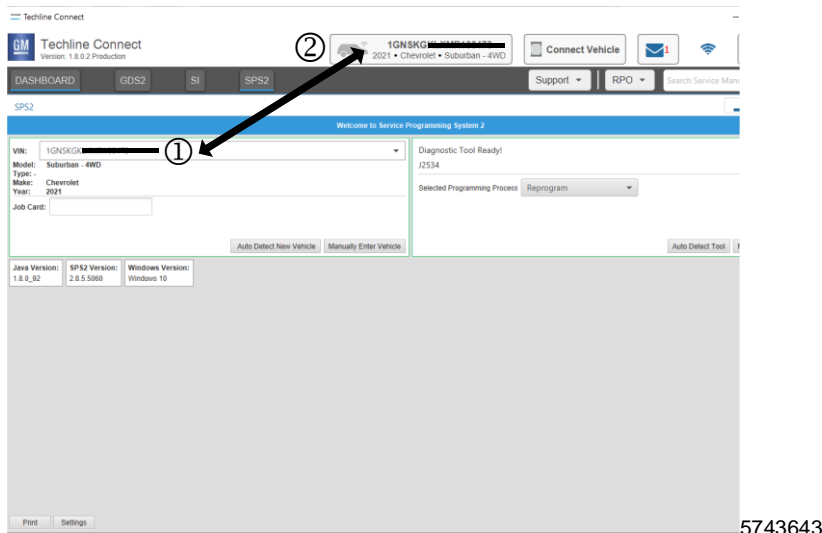 Techline Connect
GM Techline Connect
Version: 1.8.0.2 Production
② 1GNSKG
2021 • Chevrolet • Suburban - 4WD
Connect Vehicle
1
DASHBOARD GDS2 SI SPS2 Support RPO Search Service Man
SPS2
Welcome to Service Programming System 2
VIN: 1GNSKG ①
Model: Suburban - 4WD
Type: -
Make: Chevrolet
Year: 2021
Job Card:
Auto Detect New Vehicle Manually Enter Vehicle
Diagnostic Tool Ready!
J2534
Selected Programming Process Reprogram
Auto Detect Tool
Java Version: SPS2 Version: Windows Version:
1.8.0_92 2.8.5.5060 Windows 10
Print Settings
5743643